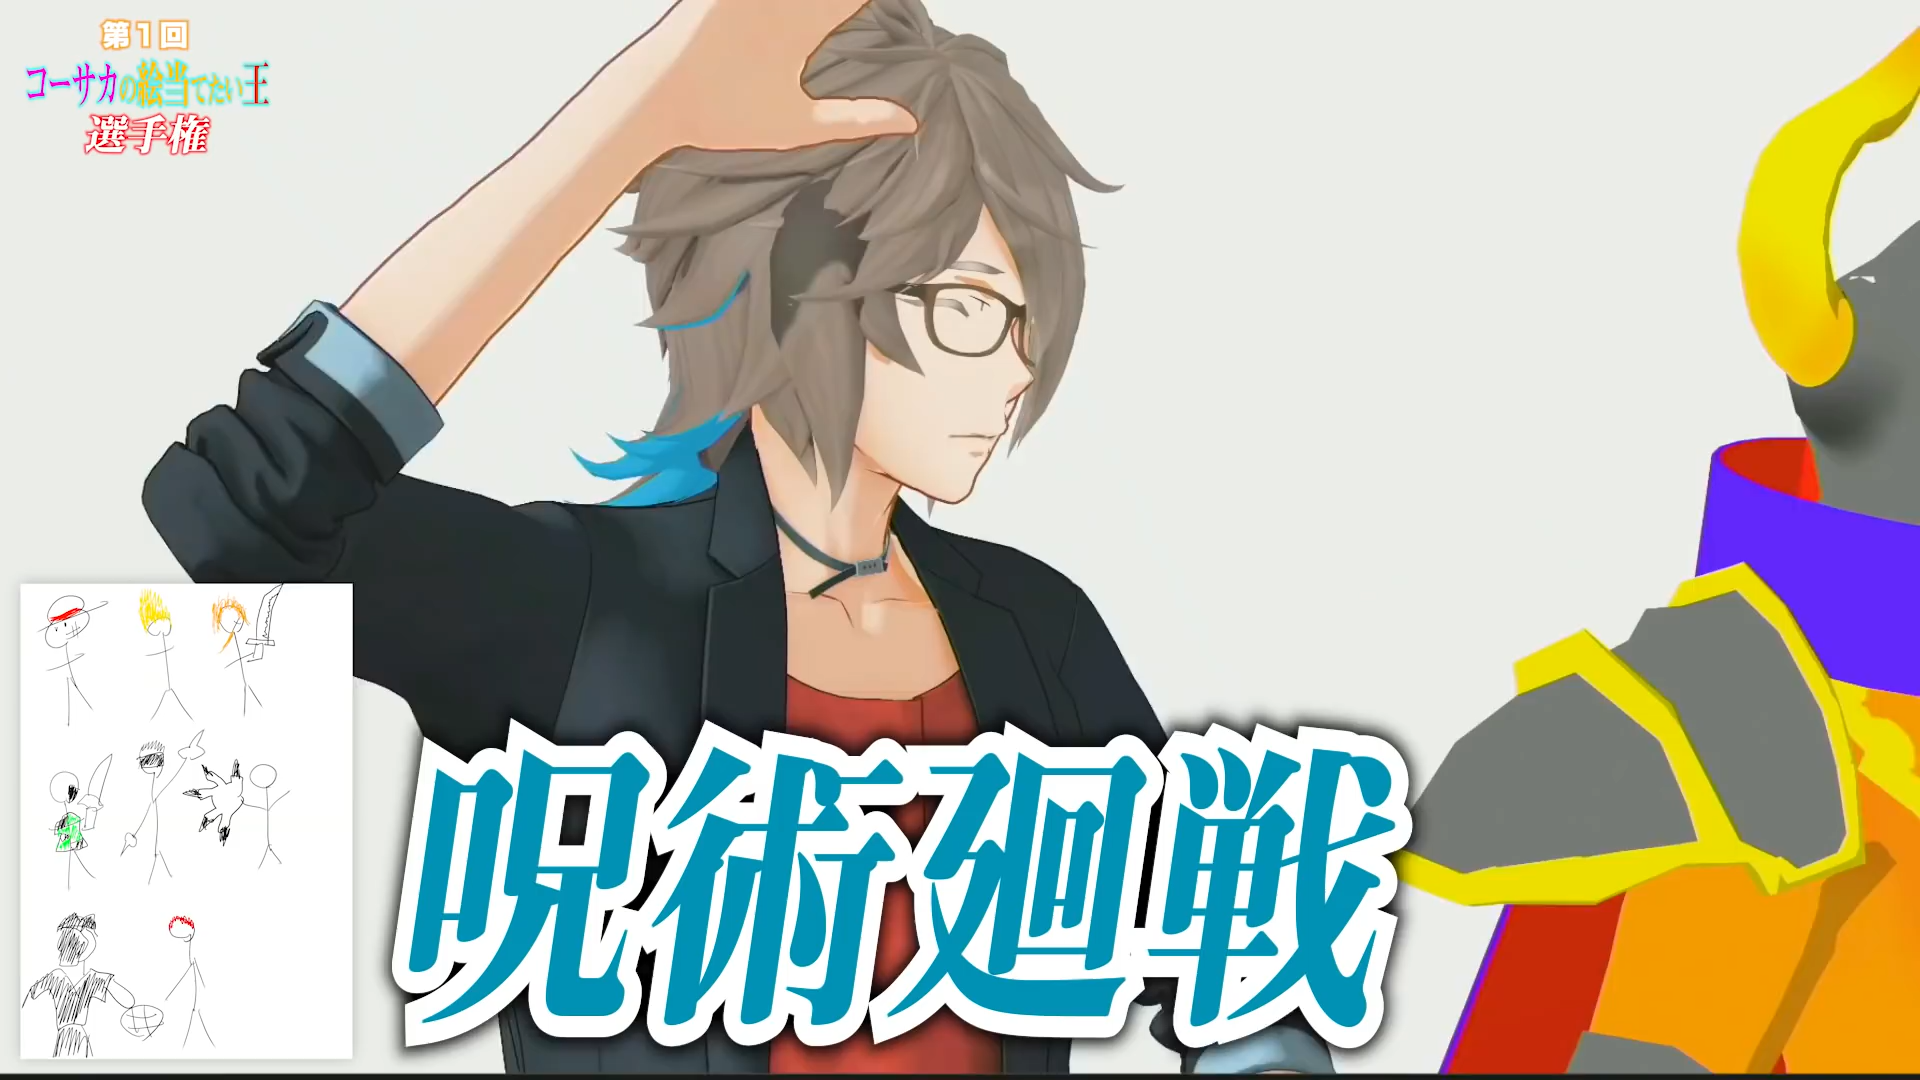 第1回
コーサカの絵当てたい王
選手権
呪術廻戦